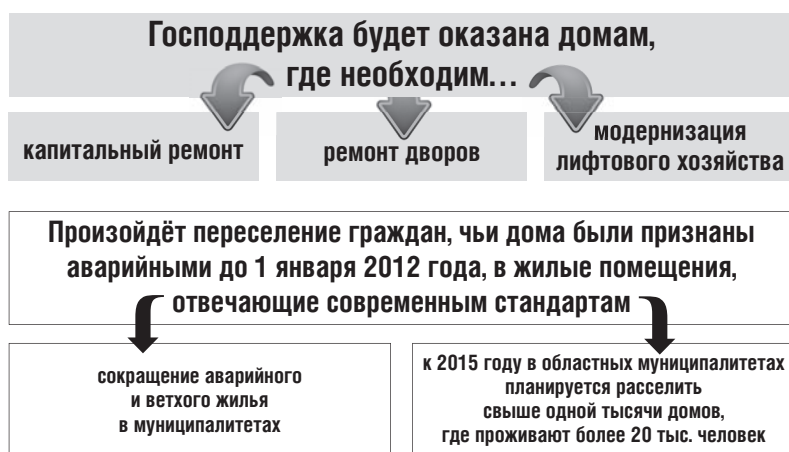 Господдержка будет оказана домам,
где необходим...
капитальный ремонт
ремонт дворов
модернизация
лифтового хозяйства
Произойдёт переселение граждан, чьи дома были признаны
аварийными до 1 января 2012 года, в жилые помещения,
отвечающие современным стандартам
сокращение аварийного
и ветхого жилья
в муниципалитетах
к 2015 году в областных муниципалитетах
планируется расселить
свыше одной тысячи домов,
где проживают более 20 тыс. человек